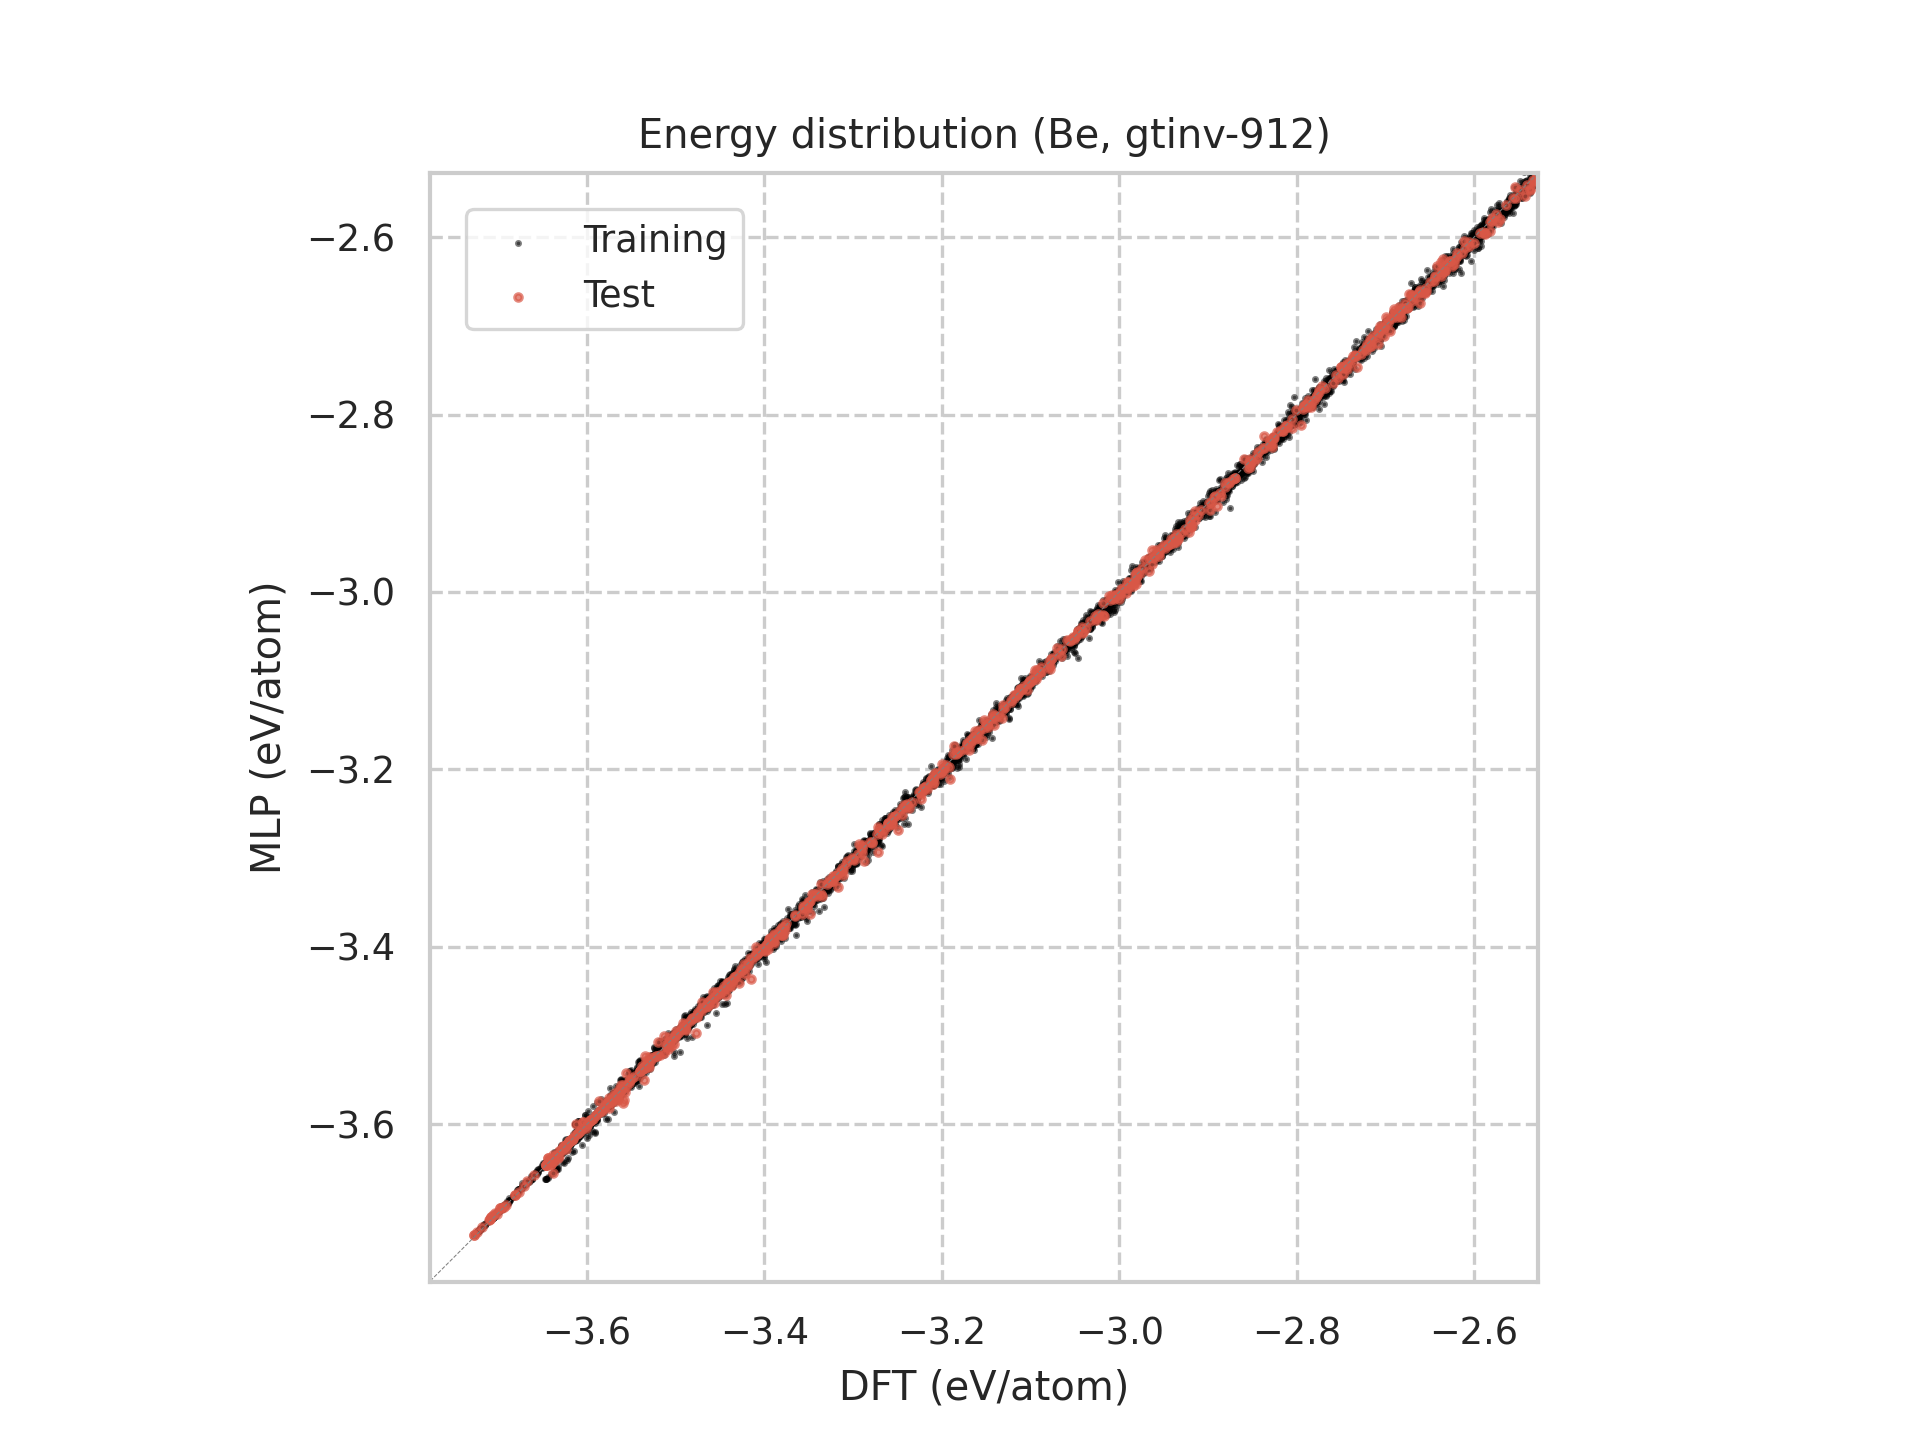 Energy distribution (Be, gtinv-912)
Training
Test
−2.6
−2.8
−3.0
−3.2
−3.4
−3.6
MLP (eV/atom)
−3.6 −3.4 −3.2 −3.0 −2.8 −2.6
DFT (eV/atom)